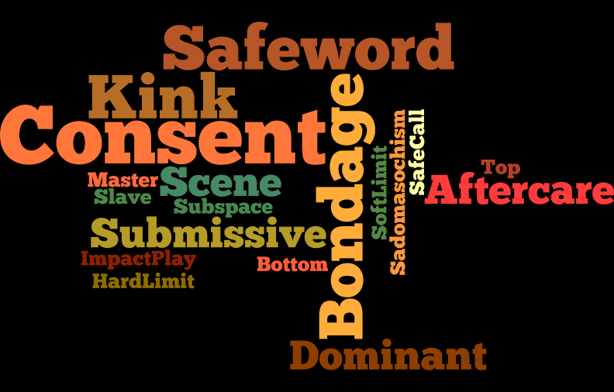 Safeword
Kink
Consent
Bondage
Sadomasochism
SafeCall
SoftLimit
Top
Aftercare
Master
Scene
Slave
Subspace
Submissive
ImpactPlay
Bottom
HardLimit
Dominant